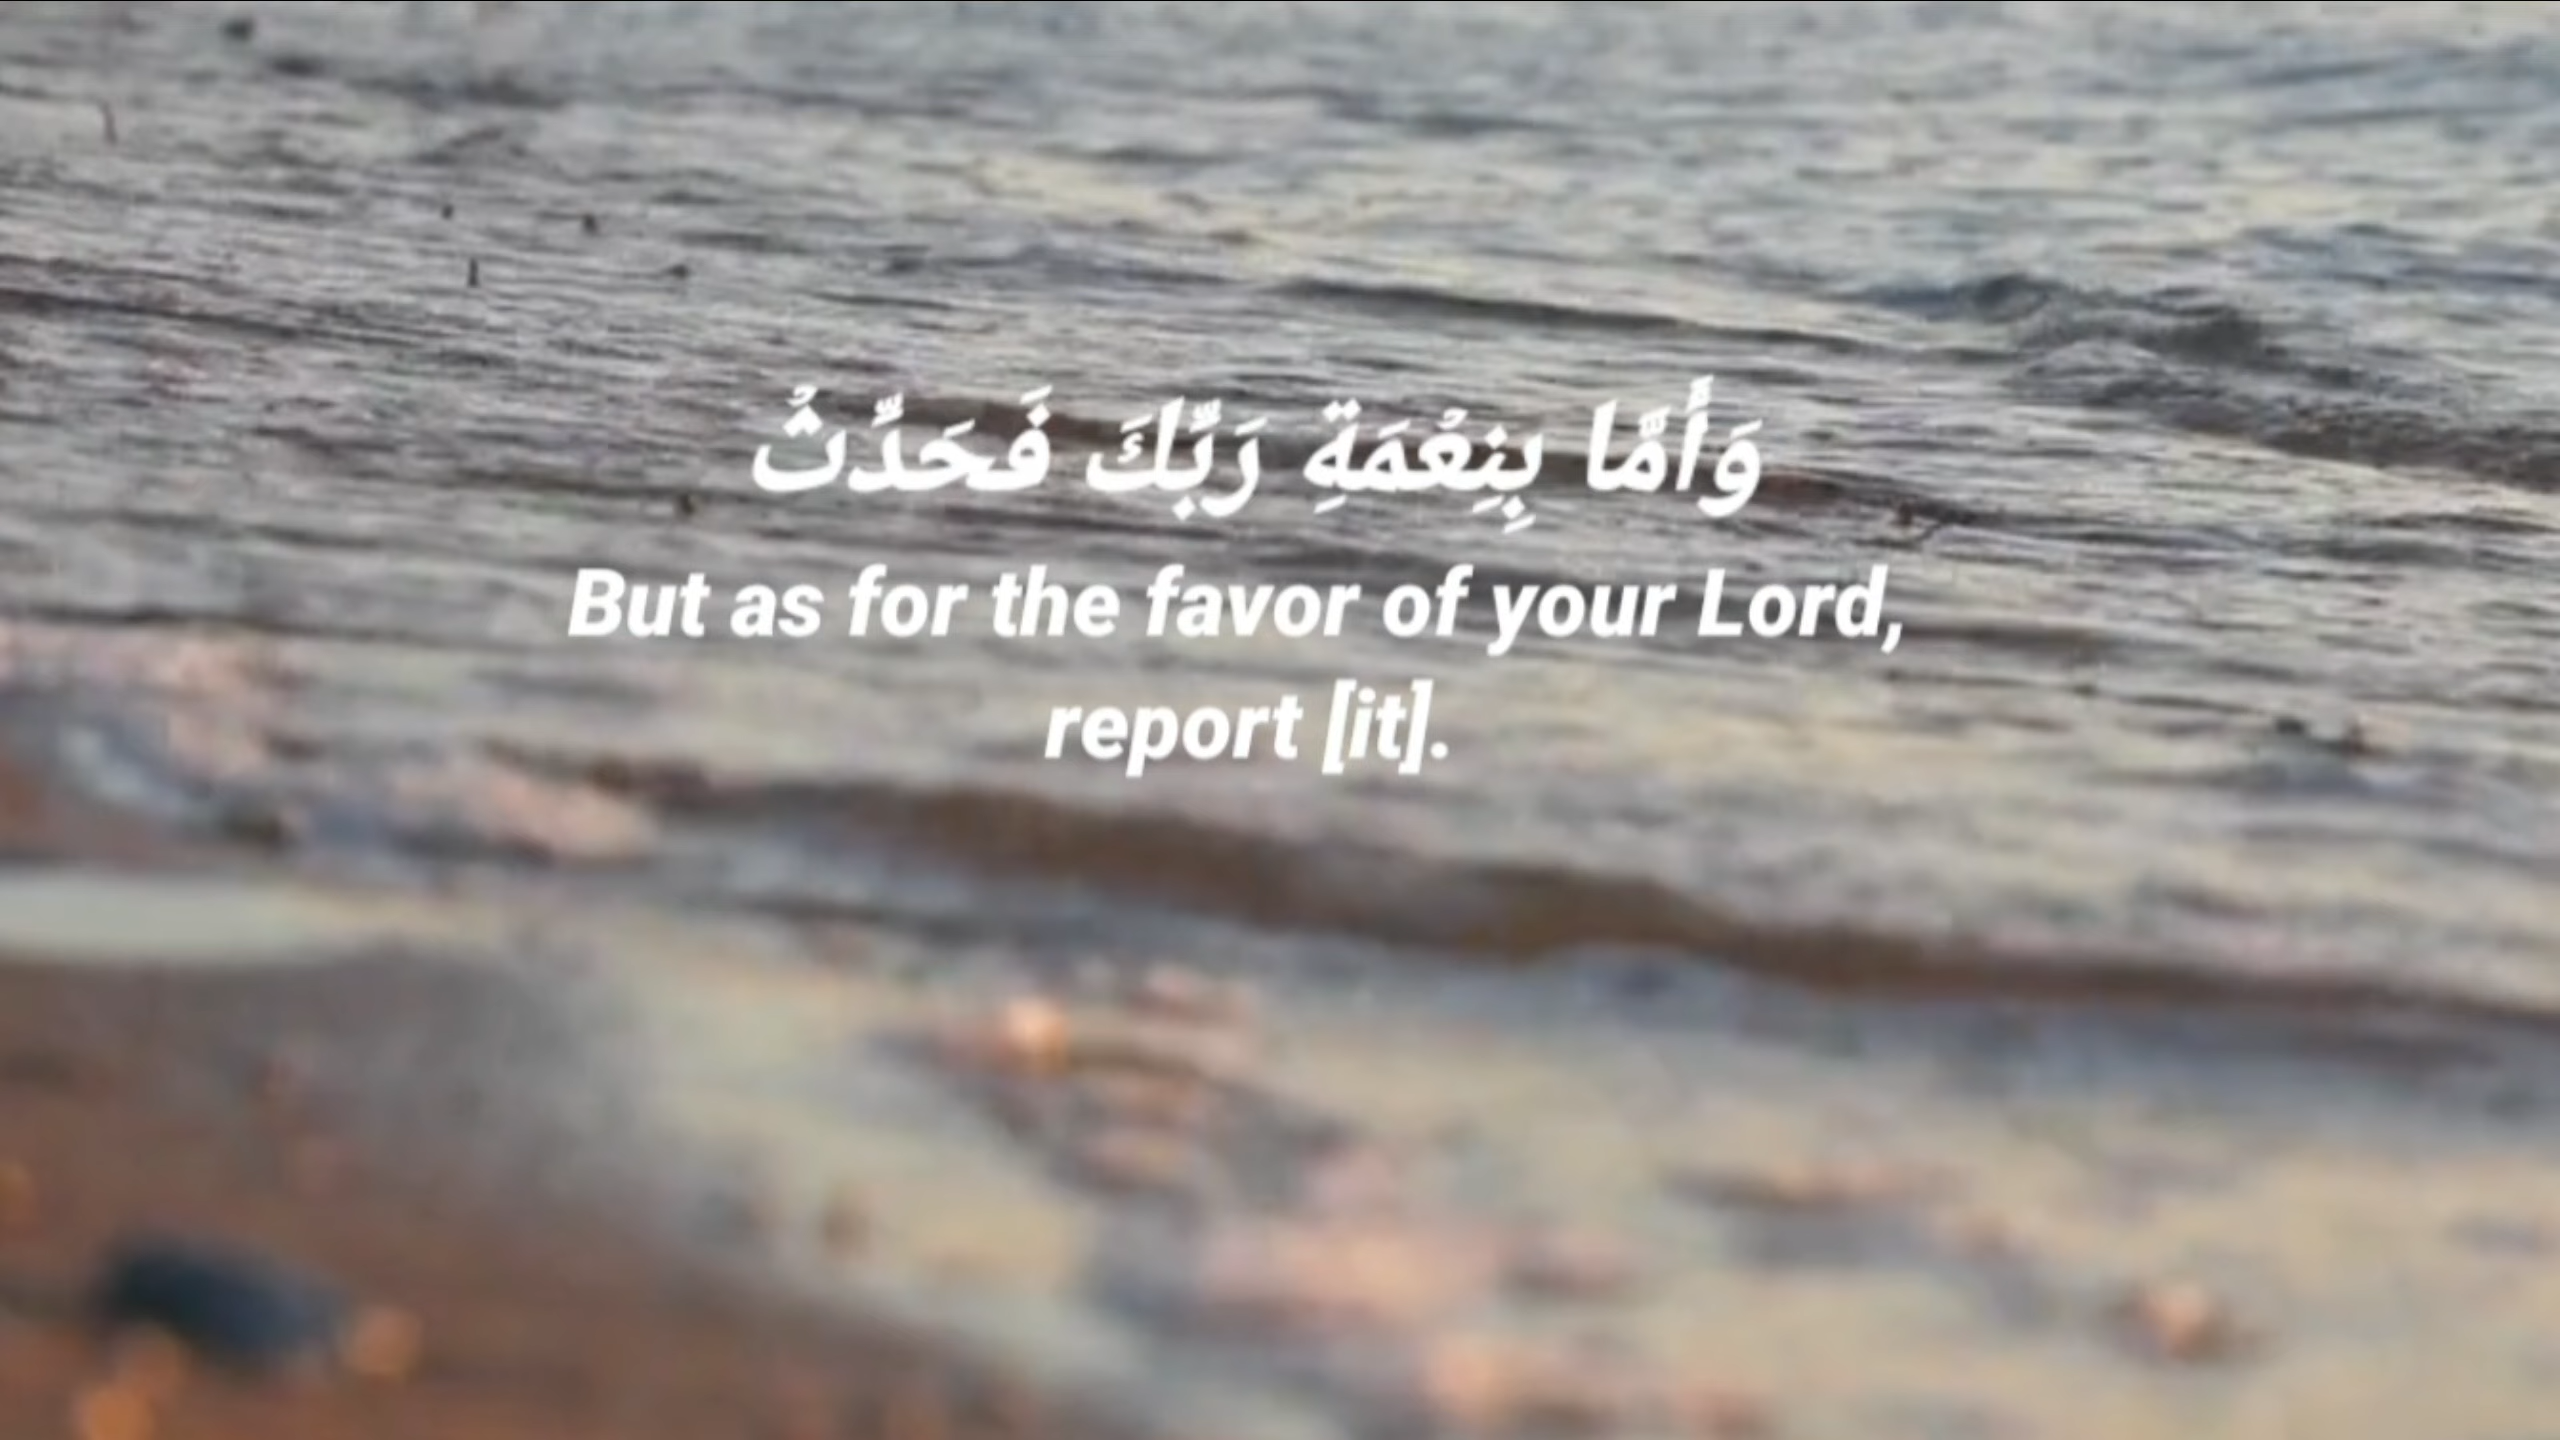 وَأَمَّا بِنِعْمَةِ رَبِّكَ فَحَدِّثْ
But as for the favor of your Lord,
report [it].